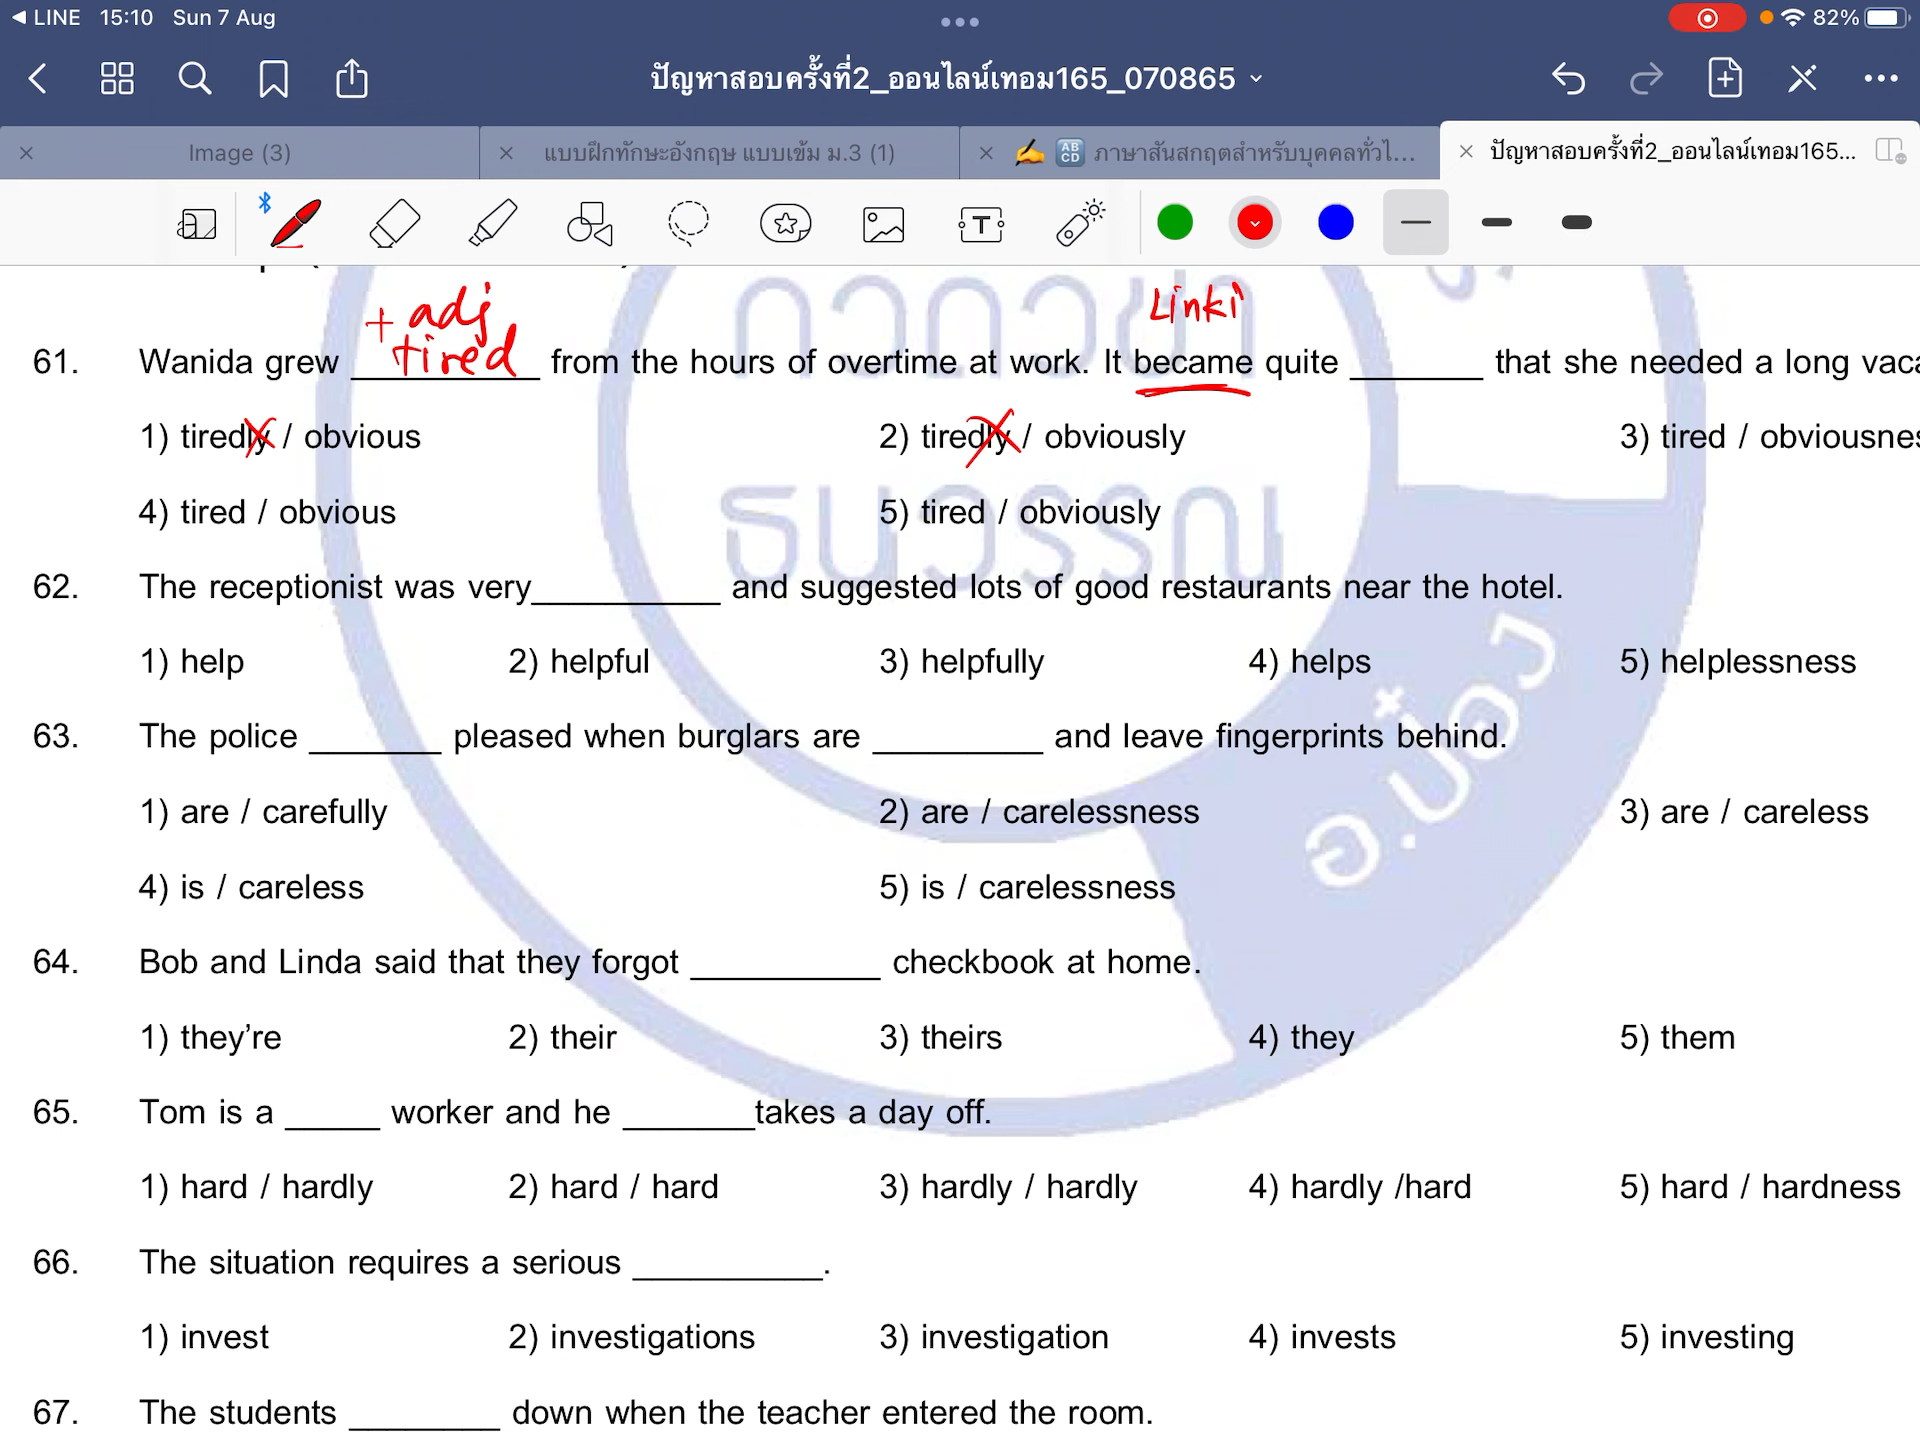 LINE 15:10 Sun 7 Aug
82%
ปัญหาสอบครั้งที่2_ออนไลน์เทอม165_070865
Image (3)
แบบฝึกทักษะอังกฤษ แบบเข้ม ม.3 (1)
✍️ 🔠 ภาษาสันสกฤตสำหรับบุคคลทั่วไ...
ปัญหาสอบครั้งที่2_ออนไลน์เทอม165...
+ adj
Linki
tired
61. Wanida grew __________ from the hours of overtime at work. It became quite _______ that she needed a long vaca
1) tiredly / obvious 2) tiredly / obviously 3) tired / obviousnes
4) tired / obvious 5) tired / obviously
62. The receptionist was very__________ and suggested lots of good restaurants near the hotel.
1) help 2) helpful 3) helpfully 4) helps 5) helplessness
63. The police _______ pleased when burglars are _________ and leave fingerprints behind.
1) are / carefully 2) are / carelessness 3) are / careless
4) is / careless 5) is / carelessness
64. Bob and Linda said that they forgot __________ checkbook at home.
1) they’re 2) their 3) theirs 4) they 5) them
65. Tom is a _____ worker and he _______takes a day off.
1) hard / hardly 2) hard / hard 3) hardly / hardly 4) hardly /hard 5) hard / hardness
66. The situation requires a serious __________.
1) invest 2) investigations 3) investigation 4) invests 5) investing
67. The students ________ down when the teacher entered the room.
ธนวรรณ
อ.ป๋อง